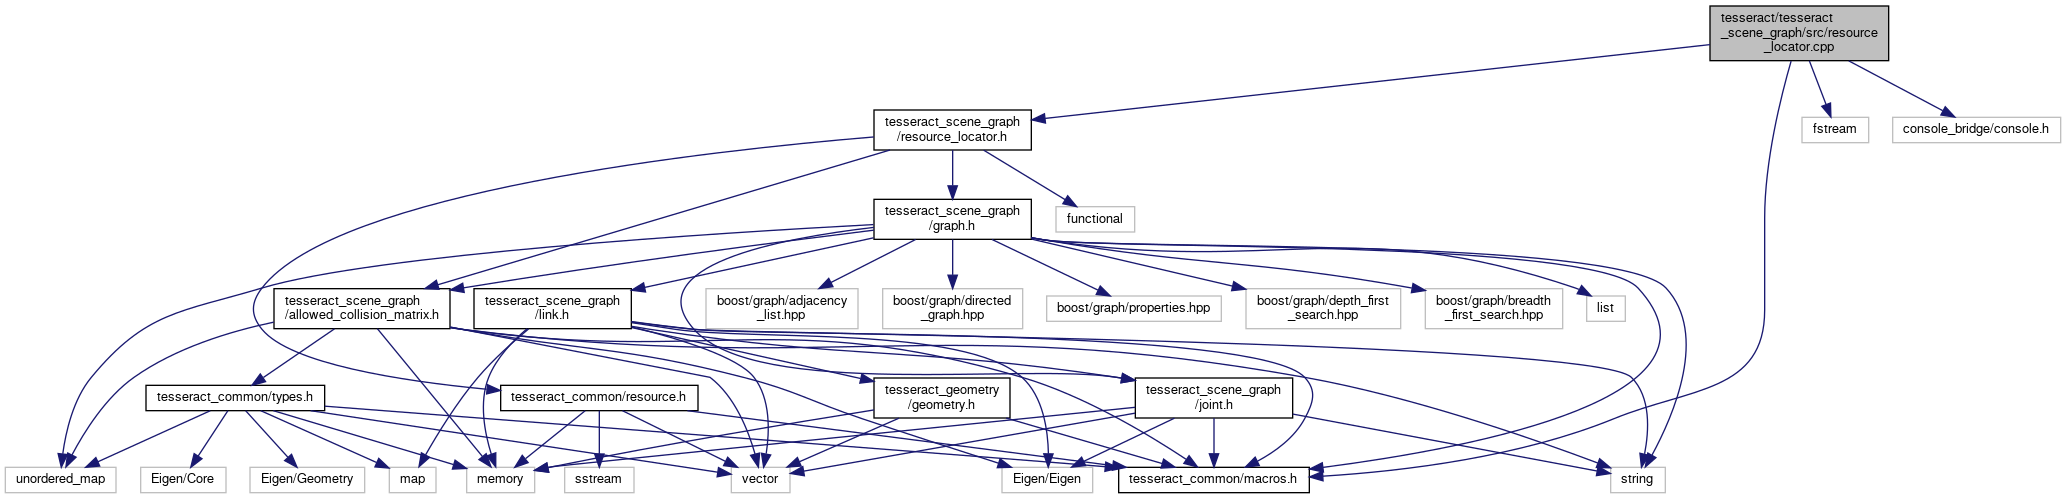 tesseract/tesseract
_scene_graph/src/resource
_locator.cpp
tesseract_scene_graph
/resource_locator.h
fstream
console_bridge/console.h
tesseract_scene_graph
/graph.h
functional
tesseract_scene_graph
/allowed_collision_matrix.h
tesseract_scene_graph
/link.h
boost/graph/adjacency
_list.hpp
boost/graph/directed
_graph.hpp
boost/graph/properties.hpp
boost/graph/depth_first
_search.hpp
boost/graph/breadth
_first_search.hpp
list
tesseract_common/types.h
tesseract_common/resource.h
tesseract_geometry
/geometry.h
tesseract_scene_graph
/joint.h
unordered_map
Eigen/Core
Eigen/Geometry
map
memory
sstream
vector
Eigen/Eigen
tesseract_common/macros.h
string